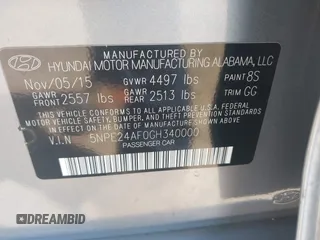 MANUFACTURED BY
HYUNDAI MOTOR MANUFACTURING ALABAMA, LLC
Nov/05/15 GVWR 4497 lbs PAINT 8S
GAWR FRONT 2557 lbs GAWR REAR 2513 lbs TRIM GG
THIS VEHICLE CONFORMS TO ALL APPLICABLE
FEDERAL MOTOR VEHICLE SAFETY, BUMPER,
AND THEFT PREVENTION STANDARDS IN EFFECT
ON THE DATE OF MANUFACTURE SHOWN ABOVE.
V.I.N 5NPE24AF0GH340000
PASSENGER CAR
DREAMBID